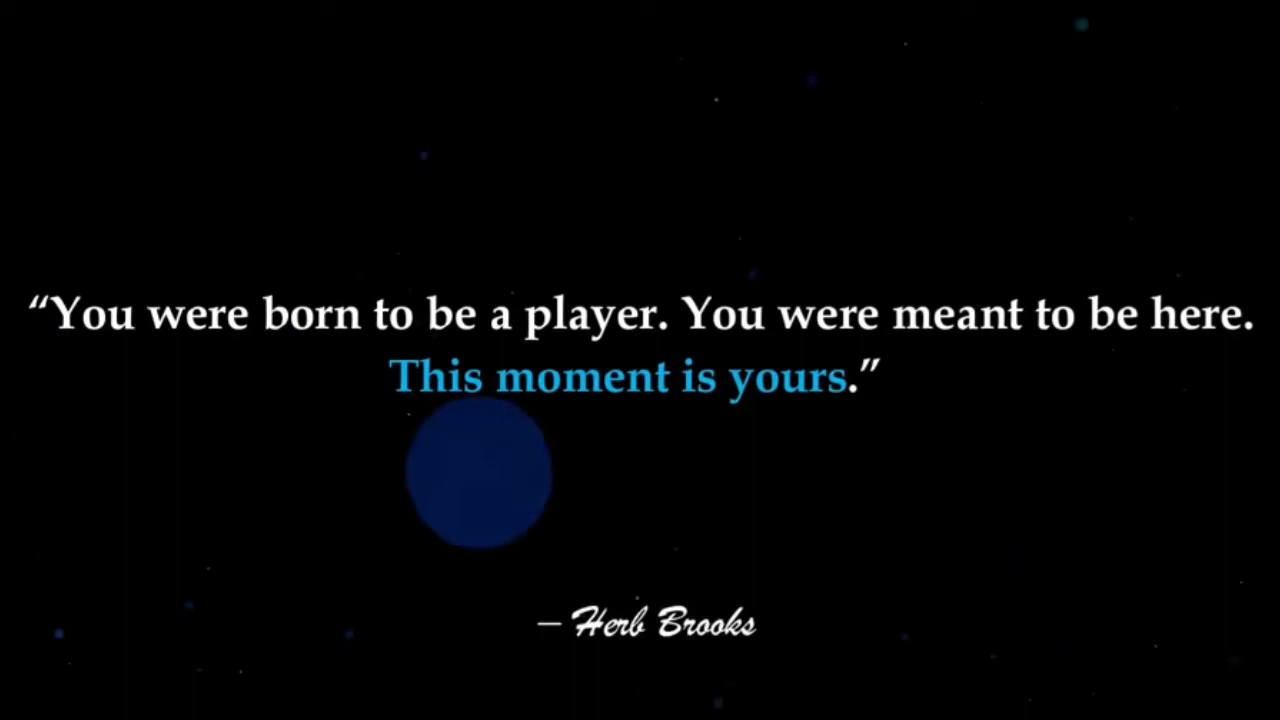 “You were born to be a player. You were meant to be here.
This moment is yours.”
– Herb Brooks